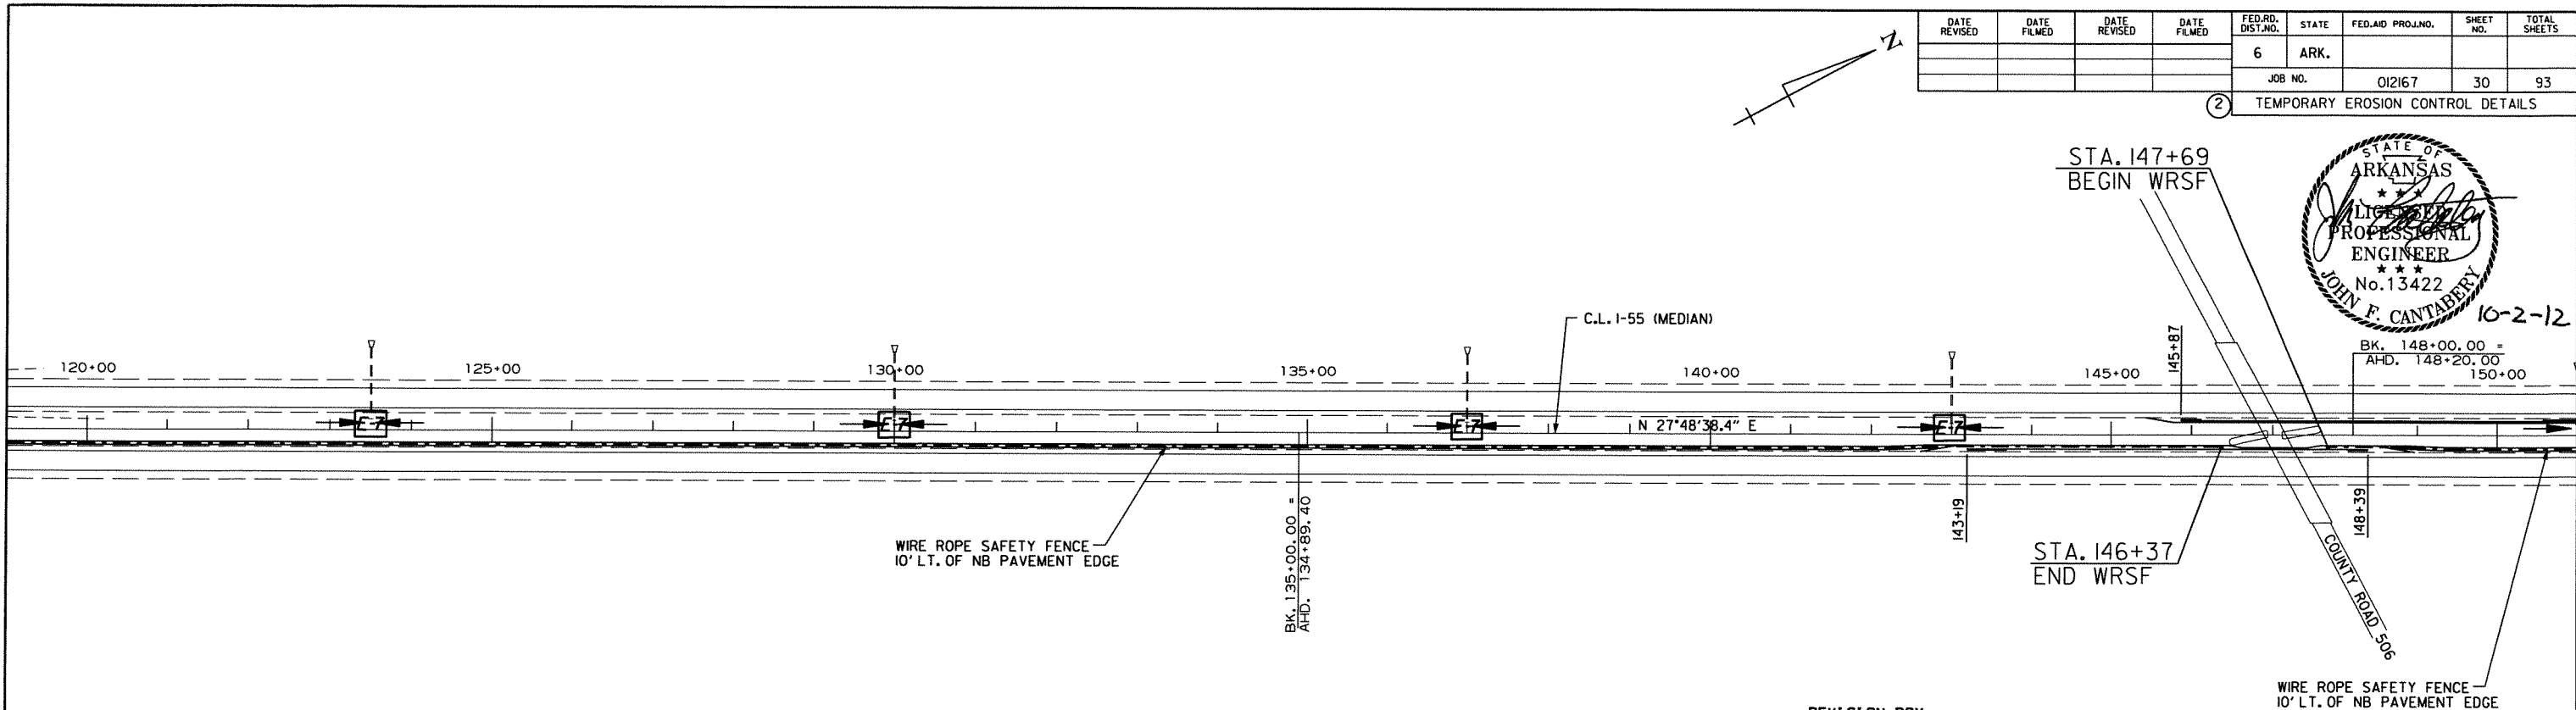 DATE REVISED
DATE FILMED
DATE REVISED
DATE FILMED
FED.RD. DIST.NO.
STATE
FED.AID PROJ.NO.
SHEET NO.
TOTAL SHEETS
6
ARK.
JOB NO.
012167
30
93
2
TEMPORARY EROSION CONTROL DETAILS
N
STATE OF
ARKANSAS
LICENSED
PROFESSIONAL
ENGINEER
No.13422
JOHN F. CANTABERY
10-2-12
STA. 147+69
BEGIN WRSF
C.L. I-55 (MEDIAN)
145+87
BK. 148+00.00 =
AHD. 148+20.00
120+00
125+00
130+00
135+00
140+00
145+00
150+00
E-7
E-7
E-7
E-7
N 27°48'38.4" E
WIRE ROPE SAFETY FENCE
10' LT. OF NB PAVEMENT EDGE
BK. 135+00.00 =
AHD. 134+89.40
143+19
STA. 146+37
END WRSF
148+39
COUNTY ROAD 506
WIRE ROPE SAFETY FENCE
10' LT. OF NB PAVEMENT EDGE